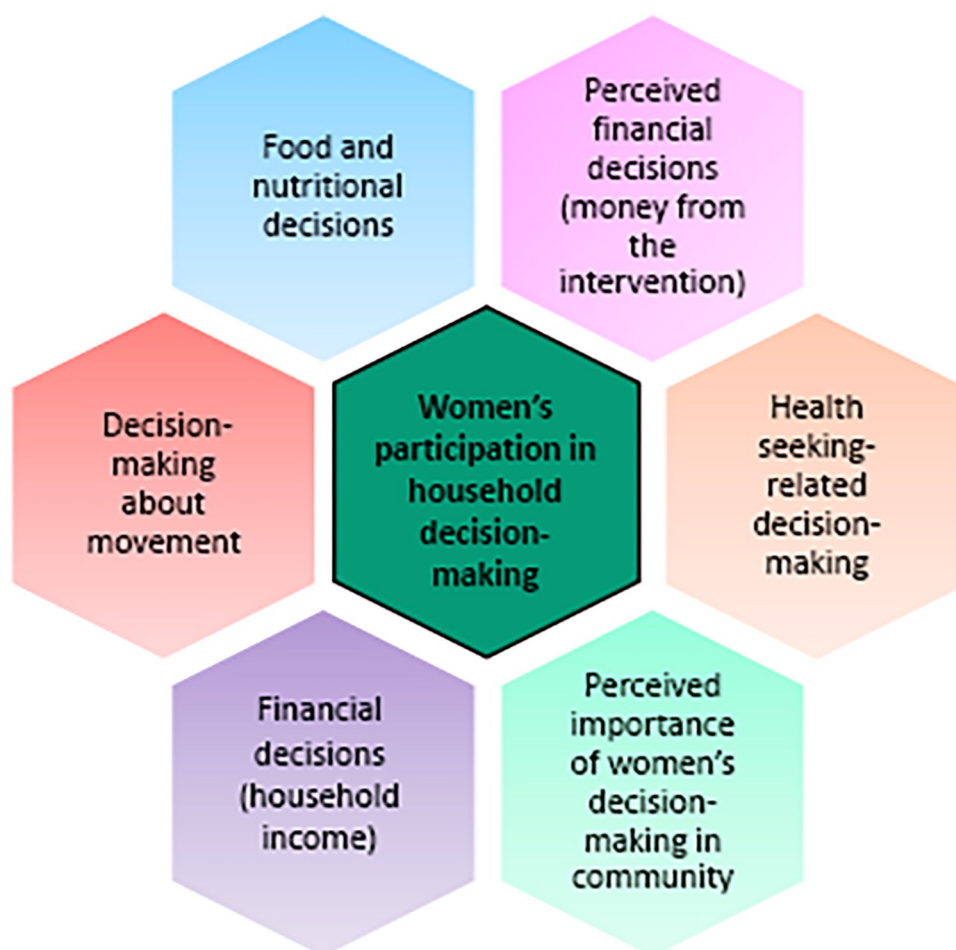 Food and
nutritional
decisions
Perceived
financial
decisions
(money from
the
intervention)
Decision-
making
about
movement
Women's
participation in
household
decision-
making
Health
seeking-
related
decision-
making
Financial
decisions
(household
income)
Perceived
importance
of women's
decision-
making in
community